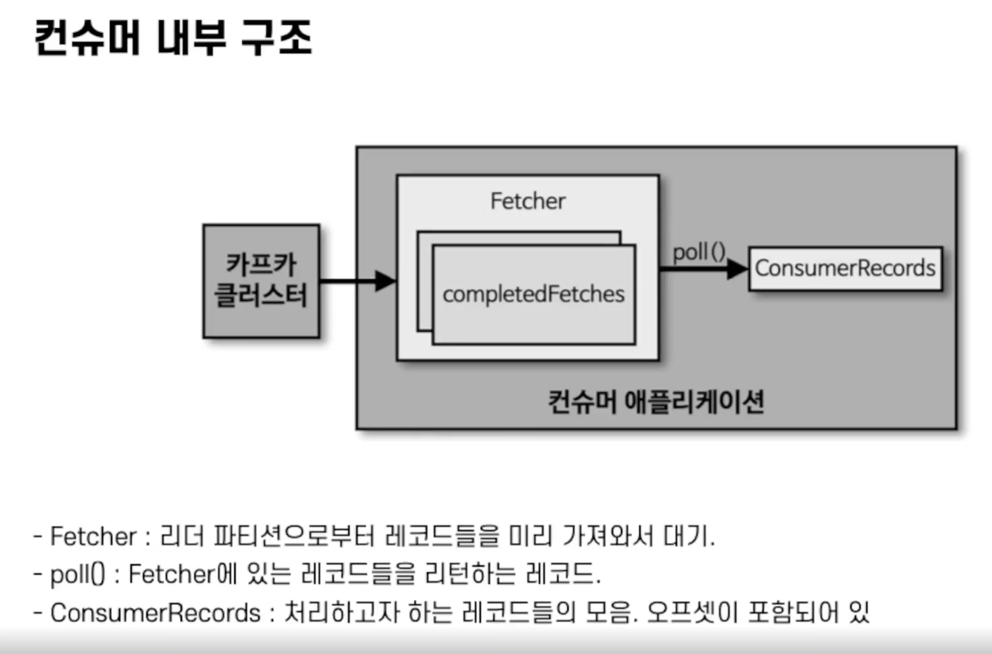 컨슈머 내부 구조
Fetcher
카프카
클러스터
completedFetches
poll()
ConsumerRecords
컨슈머 애플리케이션
- Fetcher : 리더 파티션으로부터 레코드들을 미리 가져와서 대기.
- poll() : Fetcher에 있는 레코드들을 리턴하는 레코드.
- ConsumerRecords : 처리하고자 하는 레코드들의 모음. 오프셋이 포함되어 있